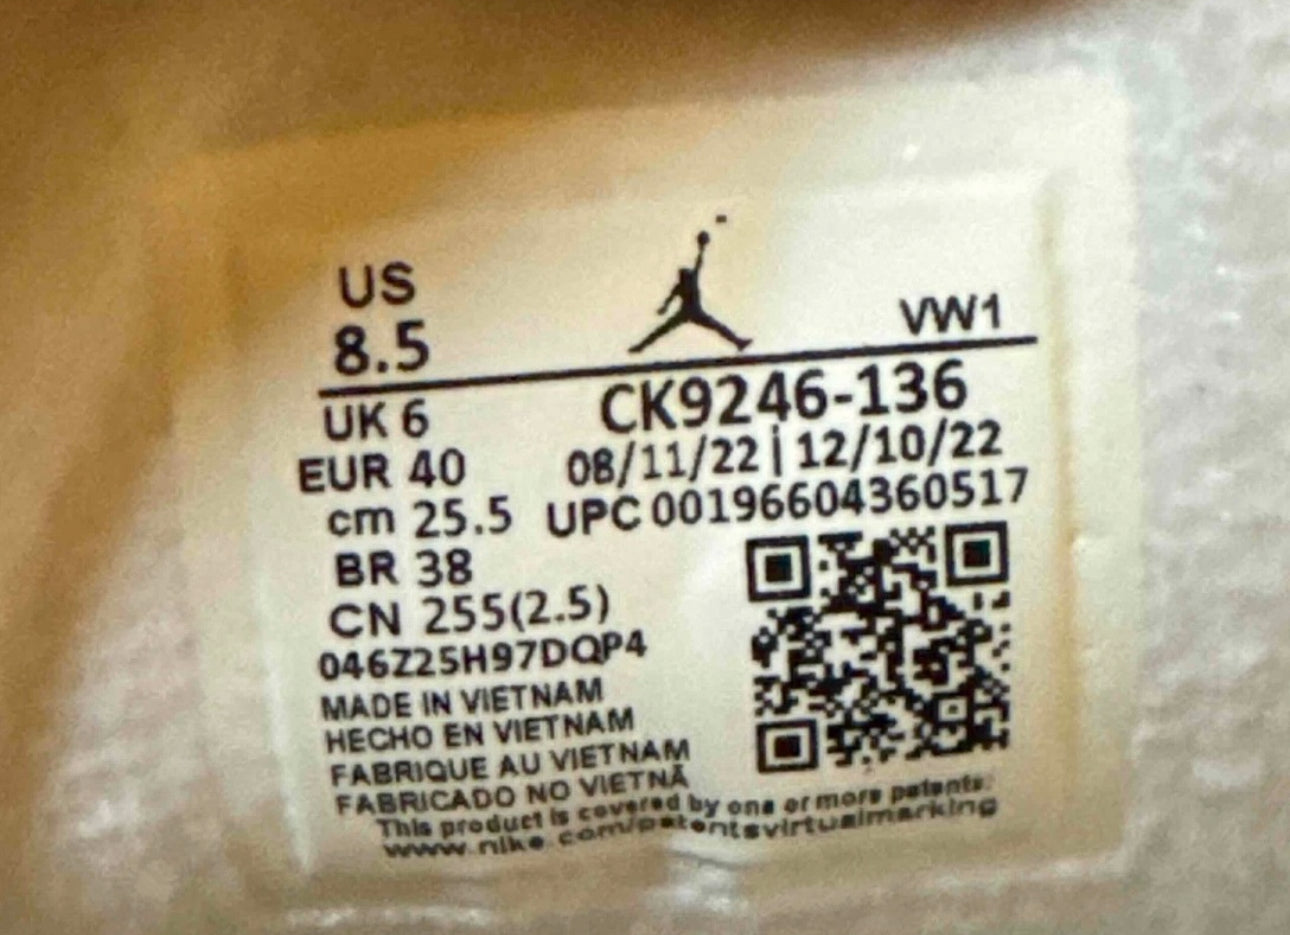 US
8.5
VW1
UK 6
CK9246-136
EUR 40
08/11/22 | 12/10/22
cm 25.5
UPC 00196604360517
BR 38
CN 255(2.5)
046Z25H97DQP4
MADE IN VIETNAM
HECHO EN VIETNAM
FABRIQUE AU VIETNAM
FABRICADO NO VIETNÃ
This product is covered by one or more patents:
www.nike.com/patentsvirtualmarking